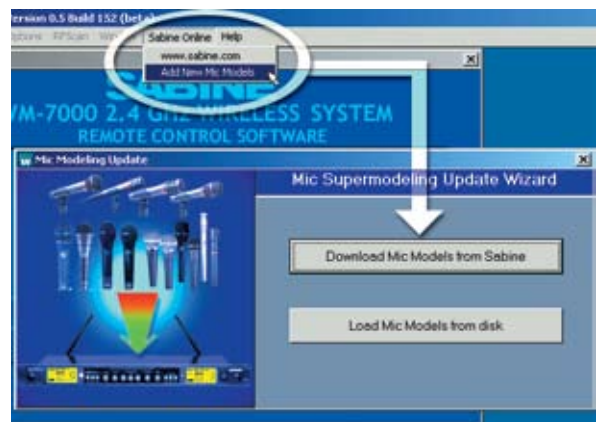 ersion 0.5 Build 152 (beta)
ptions RFScan Sabine Online Help
www.sabine.com
Add New Mic Models
SABINE
M-7000 2.4 GHz WIRELESS SYSTEM
REMOTE CONTROL SOFTWARE
Mic Modeling Update
Mic Supermodeling Update Wizard
Download Mic Models from Sabine
Load Mic Models from disk